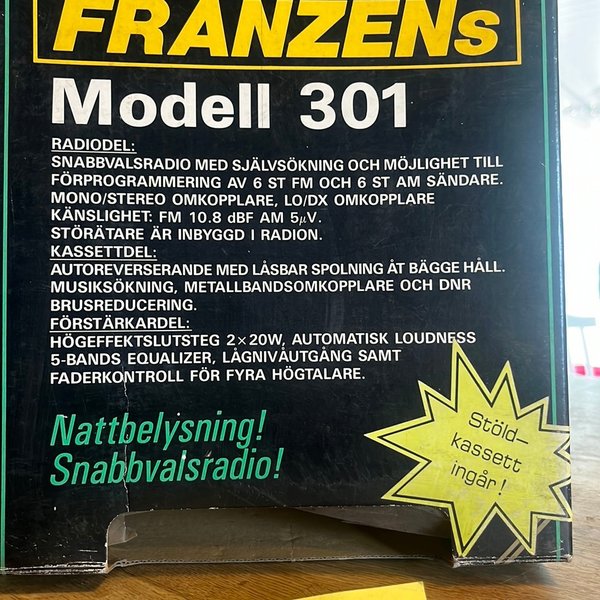 FRANZENs
Modell 301
RADIODEL:
SNABBVALSRADIO MED SJÄLVSÖKNING OCH MÖJLIGHET TILL
FÖRPROGRAMMERING AV 6 ST FM OCH 6 ST AM SÄNDARE.
MONO/STEREO OMKOPPLARE, LO/DX OMKOPPLARE
KÄNSLIGHET: FM 10.8 dBF AM 5µV.
STÖRÄTARE ÄR INBYGGD I RADION.
KASSETTDEL:
AUTOREVERSERANDE MED LÅSBAR SPOLNING ÅT BÄGGE HÅLL.
MUSIKSÖKNING, METALLBANDSOMKOPPLARE OCH DNR
BRUSREDUCERING.
FÖRSTÄRKARDEL:
HÖGEFFEKTSLUTSTEG 2×20W, AUTOMATISK LOUDNESS
5-BANDS EQUALIZER, LÅGNIVÅUTGÅNG SAMT
FADERKONTROLL FÖR FYRA HÖGTALARE.
Nattbelysning!
Snabbvalsradio!
Stöld-
kassett
ingår!